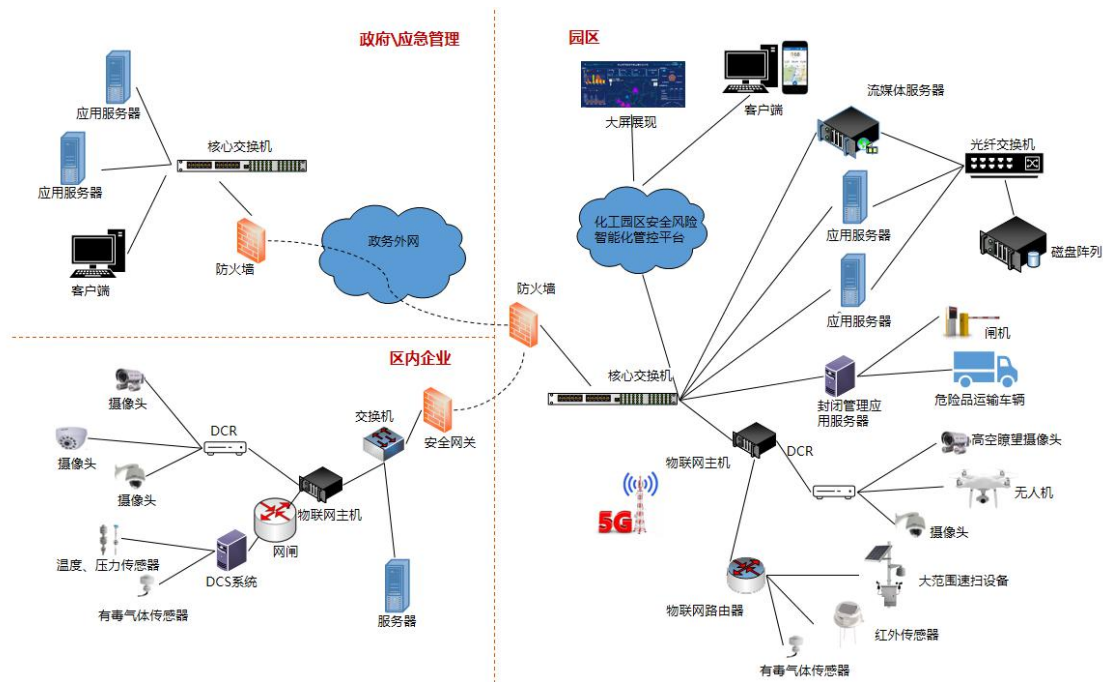 政府\应急管理
应用服务器
应用服务器
核心交换机
客户端
防火墙
政务外网
区内企业
摄像头
摄像头
摄像头
DCR
交换机
安全网关
物联网主机
网闸
温度、压力传感器
DCS系统
有毒气体传感器
服务器
园区
大屏展现
客户端
流媒体服务器
光纤交换机
化工园区安全风险
智能化管控平台
应用服务器
磁盘阵列
应用服务器
防火墙
核心交换机
闸机
封闭管理应
用服务器
危险品运输车辆
物联网主机
DCR
高空瞭望摄像头
无人机
摄像头
5G
物联网路由器
大范围速扫设备
红外传感器
有毒气体传感器